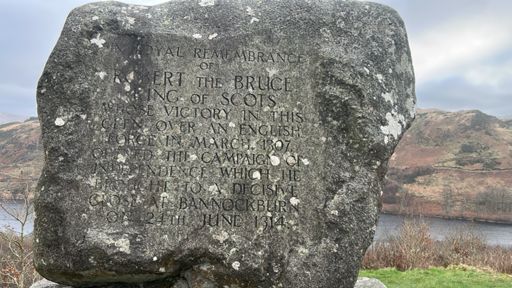 LOYAL REMEMBRANCE
OF
ROBERT THE BRUCE
KING OF SCOTS
WHOSE VICTORY IN THIS
GLEN OVER AN ENGLISH
FORCE IN MARCH, 1307,
OPENED THE CAMPAIGN OF
INDEPENDENCE WHICH HE
BROUGHT TO A DECISIVE
CLOSE AT BANNOCKBURN
ON 24TH JUNE 1314.